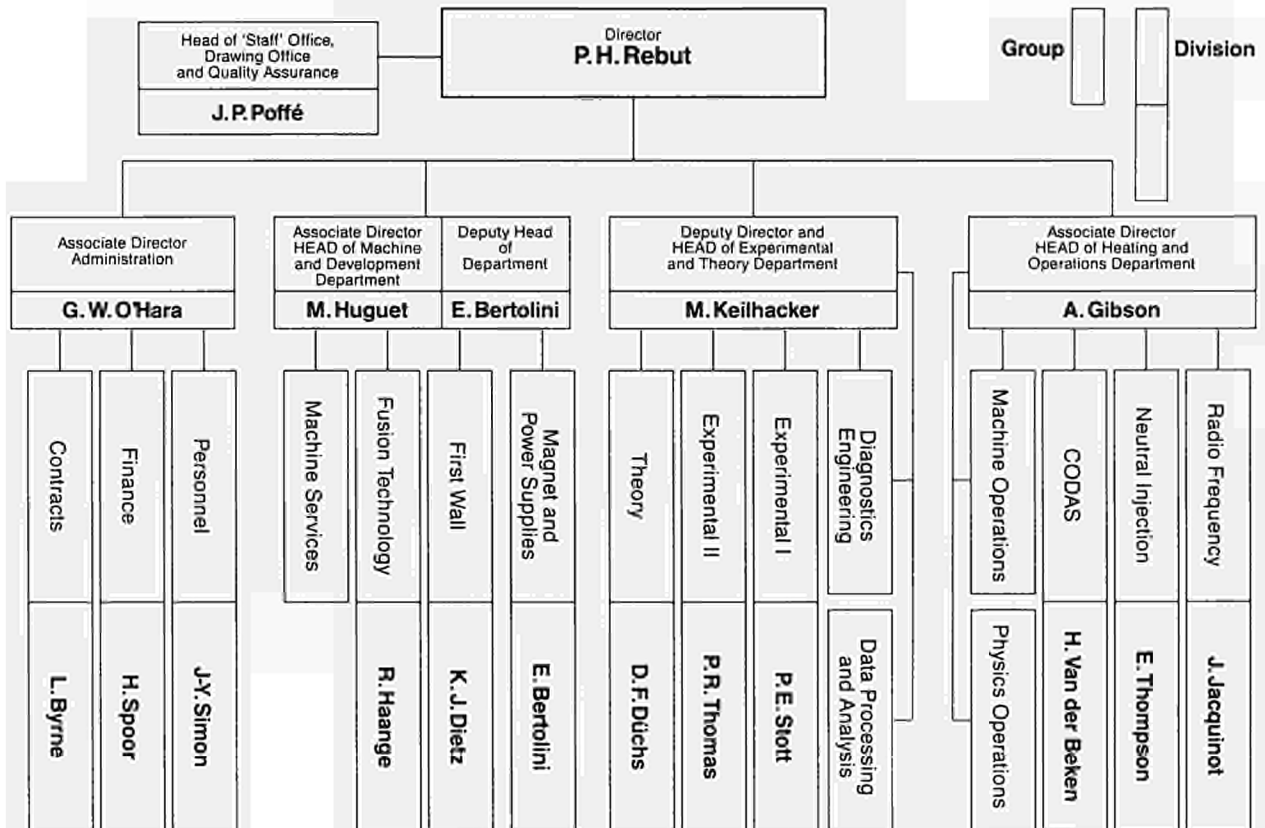 Head of 'Staff' Office,
Drawing Office
and Quality Assurance
J.P. Poffé
Director
P.H. Rebut
Group
Division
Associate Director
Administration
G.W. O'Hara
Associate Director
HEAD of Machine
and Development
Department
M. Huguet
Deputy Head
of
Department
E. Bertolini
Deputy Director and
HEAD of Experimental
and Theory Department
M. Keilhacker
Associate Director
HEAD of Heating and
Operations Department
A. Gibson
Contracts
L. Byrne
Finance
H. Spoor
Personnel
J-Y. Simon
Machine Services
Fusion Technology
R. Haange
First Wall
K.J. Dietz
Magnet and
Power Supplies
E. Bertolini
Theory
D.F. Düchs
Experimental II
P.R. Thomas
Experimental I
P.E. Stott
Diagnostics
Engineering
Data Processing
and Analysis
Machine Operations
Physics Operations
CODAS
H. Van der Beken
Neutral Injection
E. Thompson
Radio Frequency
J. Jacquinot